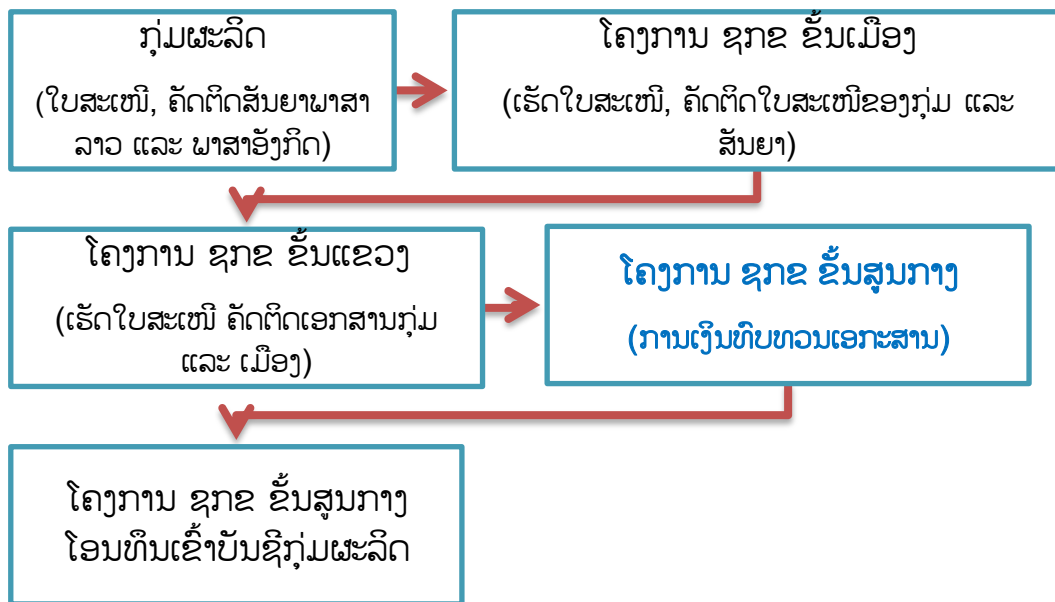 ກຸ່ມຜະລິດ
(ໃບສະເໜີ, ຄັດຕິດສັນຍາພາສາ
ລາວ ແລະ ພາສາອັງກິດ)
ໂຄງການ ຊກຂ ຂັ້ນເມືອງ
(ເຮັດໃບສະເໜີ, ຄັດຕິດໃບສະເໜີຂອງກຸ່ມ ແລະ
ສັນຍາ)
ໂຄງການ ຊກຂ ຂັ້ນແຂວງ
(ເຮັດໃບສະເໜີ ຄັດຕິດເອກສານກຸ່ມ
ແລະ ເມືອງ)
ໂຄງການ ຊກຂ ຂັ້ນສູນກາງ
(ການເງິນທົບທວນເອກະສານ)
ໂຄງການ ຊກຂ ຂັ້ນສູນກາງ
ໂອນທຶນເຂົ້າບັນຊີກຸ່ມຜະລິດ